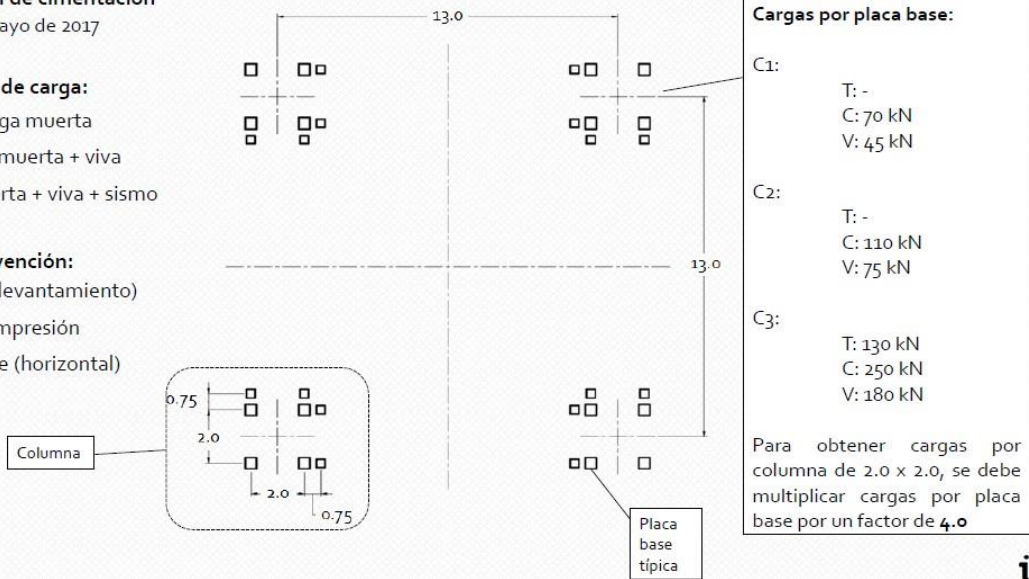 de cimentación
ayo de 2017
de carga:
ga muerta
muerta + viva
rta + viva + sismo
vención:
levantamiento)
mpresión
e (horizontal)
Columna
13.0
13.0
0.75
2.0
2.0
0.75
Placa
base
típica
Cargas por placa base:
C1:
T: -
C: 70 kN
V: 45 kN
C2:
T: -
C: 110 kN
V: 75 kN
C3:
T: 130 kN
C: 250 kN
V: 180 kN
Para obtener cargas por
columna de 2.0 x 2.0, se debe
multiplicar cargas por placa
base por un factor de 4.0